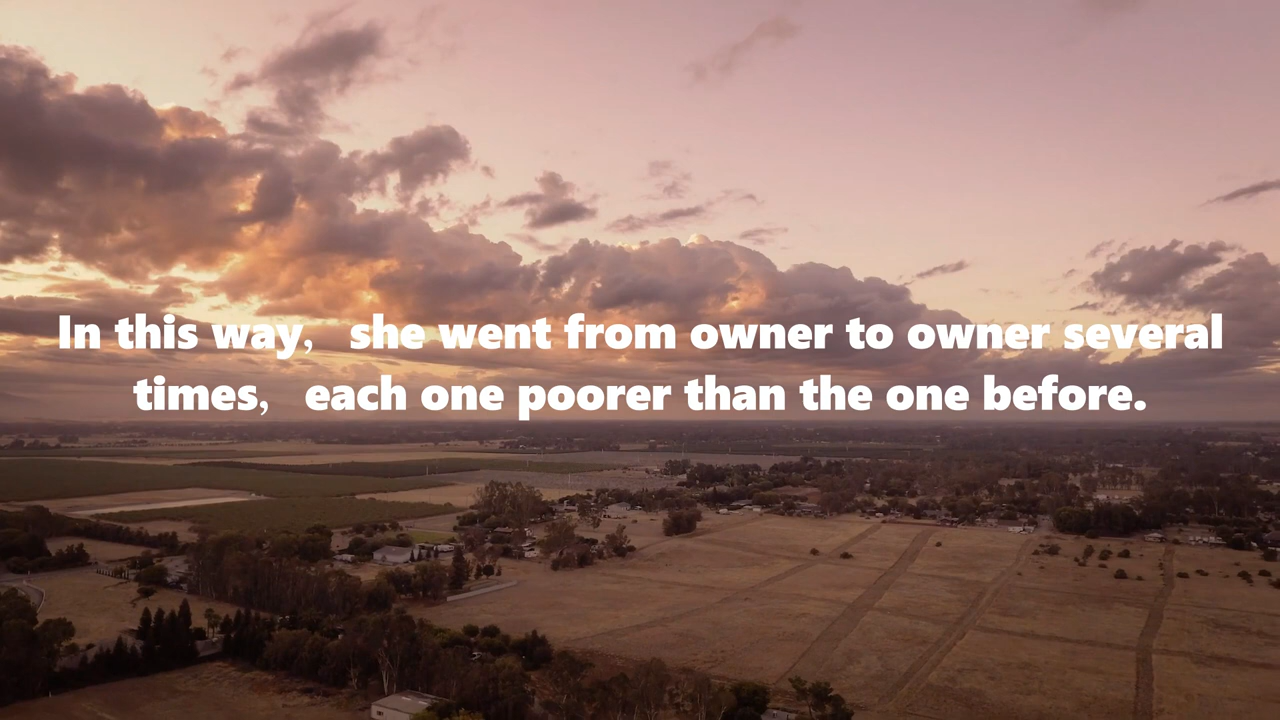 In this way， she went from owner to owner several
times， each one poorer than the one before.